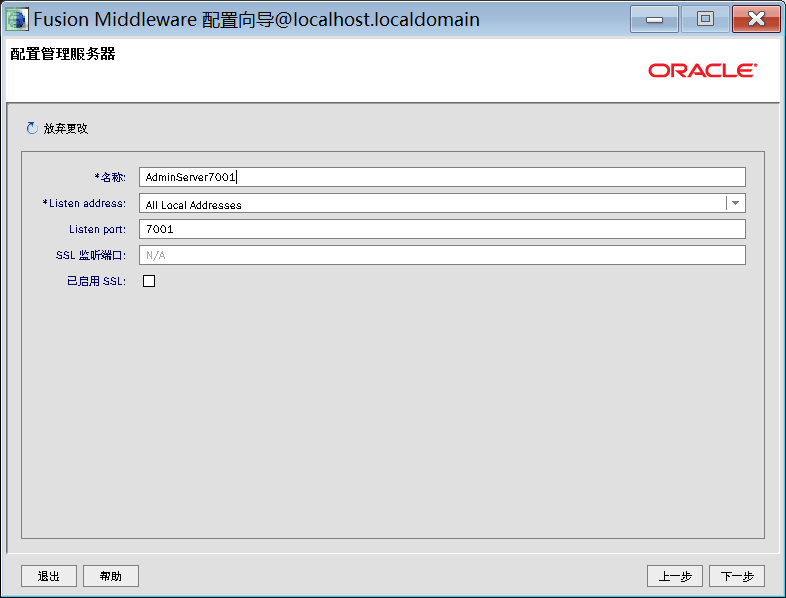 Fusion Middleware 配置向导@localhost.localdomain
配置管理服务器
ORACLE
放弃更改
*名称: AdminServer7001
*Listen address: All Local Addresses
Listen port: 7001
SSL 监听端口: N/A
已启用 SSL:
退出 帮助 上一步 下一步